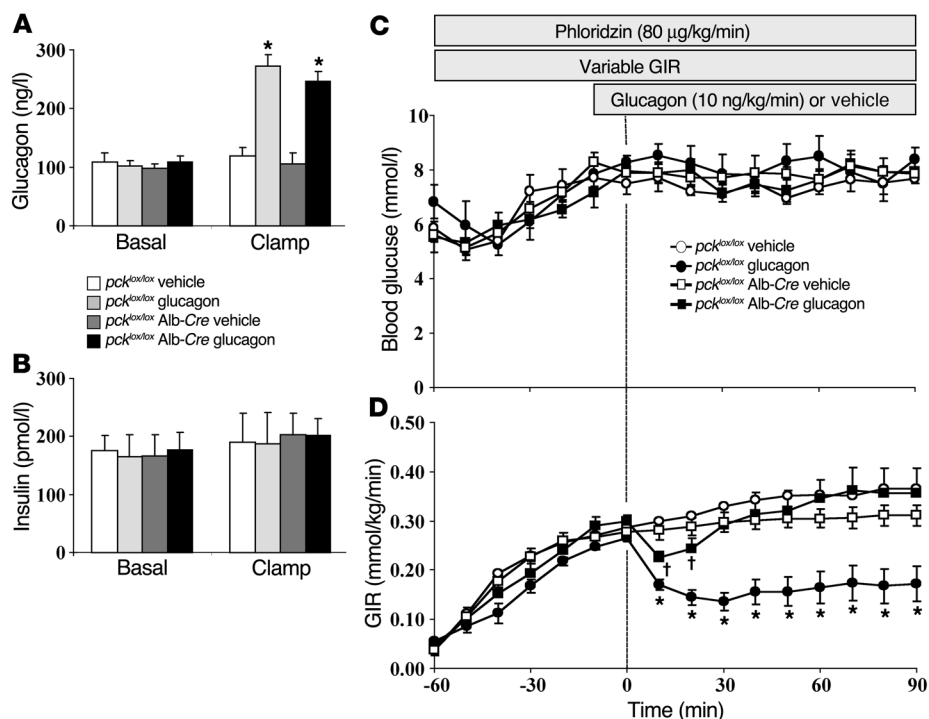 A
Glucagon (ng/l)
300
200
100
0
*
*
Basal
Clamp
pck^lox/lox vehicle
pck^lox/lox glucagon
pck^lox/lox Alb-Cre vehicle
pck^lox/lox Alb-Cre glucagon
B
Insulin (pmol/l)
300
200
100
0
Basal
Clamp
C
Phloridzin (80 μg/kg/min)
Variable GIR
Glucagon (10 ng/kg/min) or vehicle
Blood glucuse (mmol/l)
10
8
6
4
2
0
pck^lox/lox vehicle
pck^lox/lox glucagon
pck^lox/lox Alb-Cre vehicle
pck^lox/lox Alb-Cre glucagon
D
GIR (mmol/kg/min)
0.50
0.40
0.30
0.20
0.10
0.00
† †
* * * * * * * * *
-60 -30 0 30 60 90
Time (min)